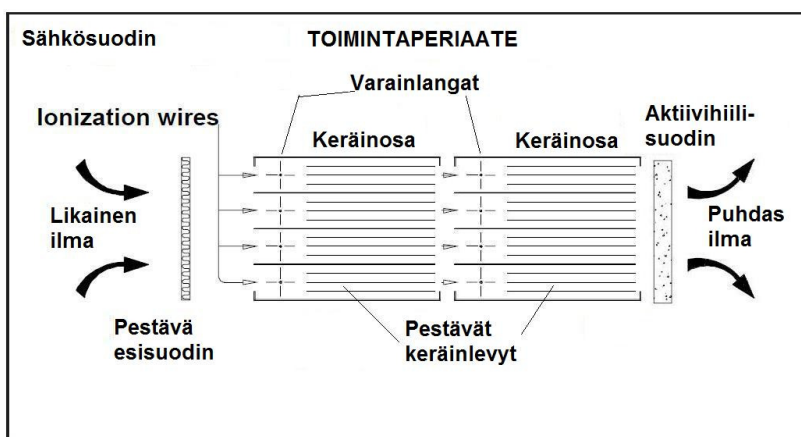 Sähkösuodin
TOIMINTAPERIAATE
Varainlangat
Ionization wires
Keräinosa
Keräinosa
Aktiivihiili-
suodin
Likainen
ilma
Puhdas
ilma
Pestävä
esisuodin
Pestävät
keräinlevyt